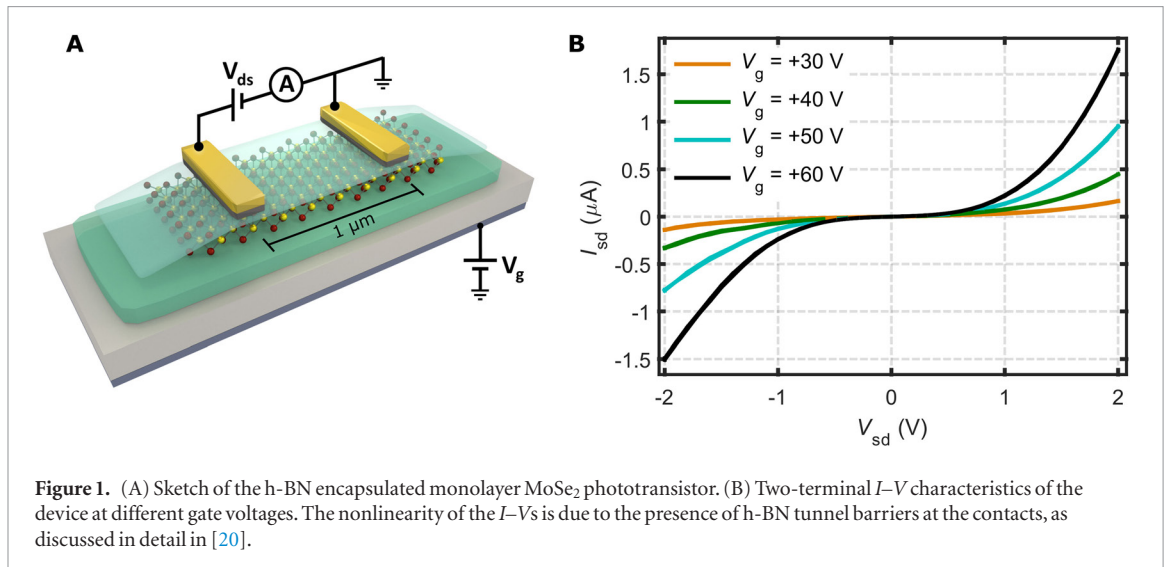 A
V_ds
A
1 μm
V_g
B
V_g = +30 V
V_g = +40 V
V_g = +50 V
V_g = +60 V
1.5
1
0.5
0
-0.5
-1
-1.5
I_sd (μA)
-2 -1 0 1 2
V_sd (V)
Figure 1. (A) Sketch of the h-BN encapsulated monolayer MoSe₂ phototransistor. (B) Two-terminal I–V characteristics of the
device at different gate voltages. The nonlinearity of the I–Vs is due to the presence of h-BN tunnel barriers at the contacts, as
discussed in detail in [20].